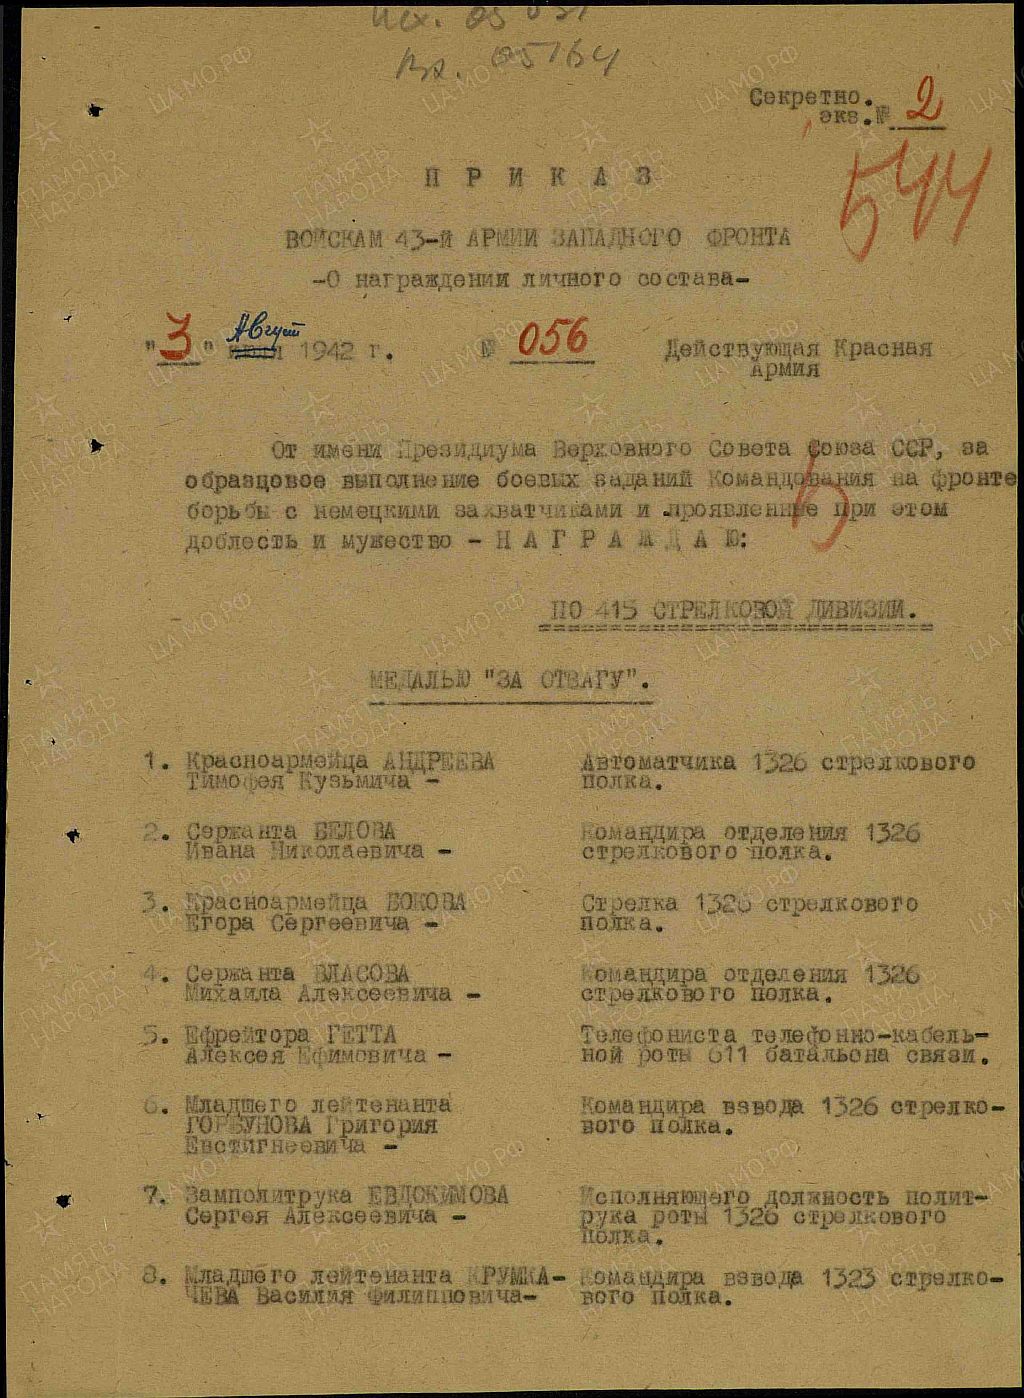 Вх. 05164
Секретно.
экз.№ 2
544
П Р И К А З
ВОЙСКАМ 43-й АРМИИ ЗАПАДНОГО ФРОНТА
-О награждении личного состава-
"3" Август 1942 г. № 056 Действующая Красная
Армия
От имени Президиума Верховного Совета Союза ССР, за
образцовое выполнение боевых заданий Командования на фронте
борьбы с немецкими захватчиками и проявленные при этом
доблесть и мужество - Н А Г Р А Ж Д А Ю:
ПО 415 СТРЕЛКОВОЙ ДИВИЗИИ.
МЕДАЛЬЮ "ЗА ОТВАГУ".
1. Красноармейца АНДРЕЕВА Автоматчика 1326 стрелкового
Тимофея Кузьмича - полка.
2. Сержанта БЕЛОВА Командира отделения 1326
Ивана Николаевича - стрелкового полка.
3. Красноармейца БОКОВА Стрелка 1326 стрелкового
Егора Сергеевича - полка.
4. Сержанта ВЛАСОВА Командира отделения 1326
Михаила Алексеевича - стрелкового полка.
5. Ефрейтора ГЕТТА Телефониста телефонно-кабель-
Алексея Ефимовича - ной роты 611 батальона связи.
6. Младшего лейтенанта Командира взвода 1326 стрелко-
ГОРБУНОВА Григория вого полка.
Евстигнеевича -
7. Замполитрука ЕВДОКИМОВА Исполняющего должность полит-
Сергея Алексеевича - рука роты 1326 стрелкового
полка.
8. Младшего лейтенанта КРУМКА- Командира взвода 1323 стрелко-
ЧЕВА Василия Филипповича- вого полка.
ПАМЯТЬ
НАРОДА
ЦА.МО.РФ